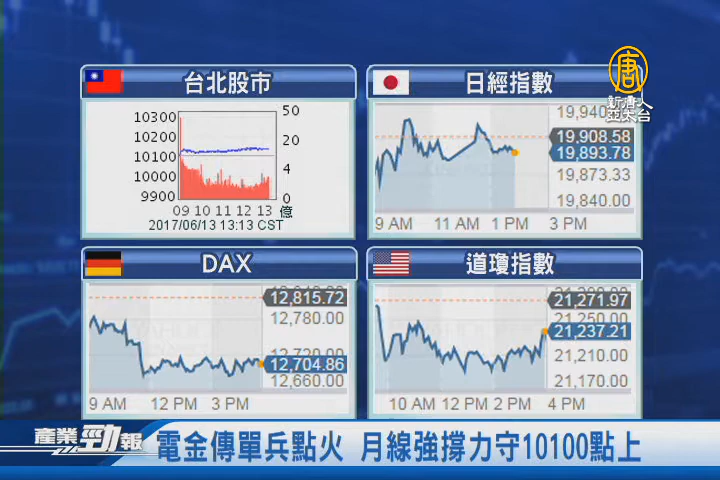 台北股市
10300
10200
10100
10000
9900
50
20
4
0
億
09 10 11 12 13
2017/06/13 13:13 CST
日經指數
19,940
19,908.58
19,893.78
19,873.33
19,840.00
9 AM 11 AM 1 PM 3 PM
唐
新唐人
亞太台
DAX
12,815.72
12,780.00
12,704.86
12,660.00
9 AM 12 PM 3 PM
道瓊指數
21,271.97
21,250.00
21,237.21
21,210.00
21,170.00
10 AM 12 PM 2 PM 4 PM
產業勁報
電金傳單兵點火 月線強撐力守10100點上